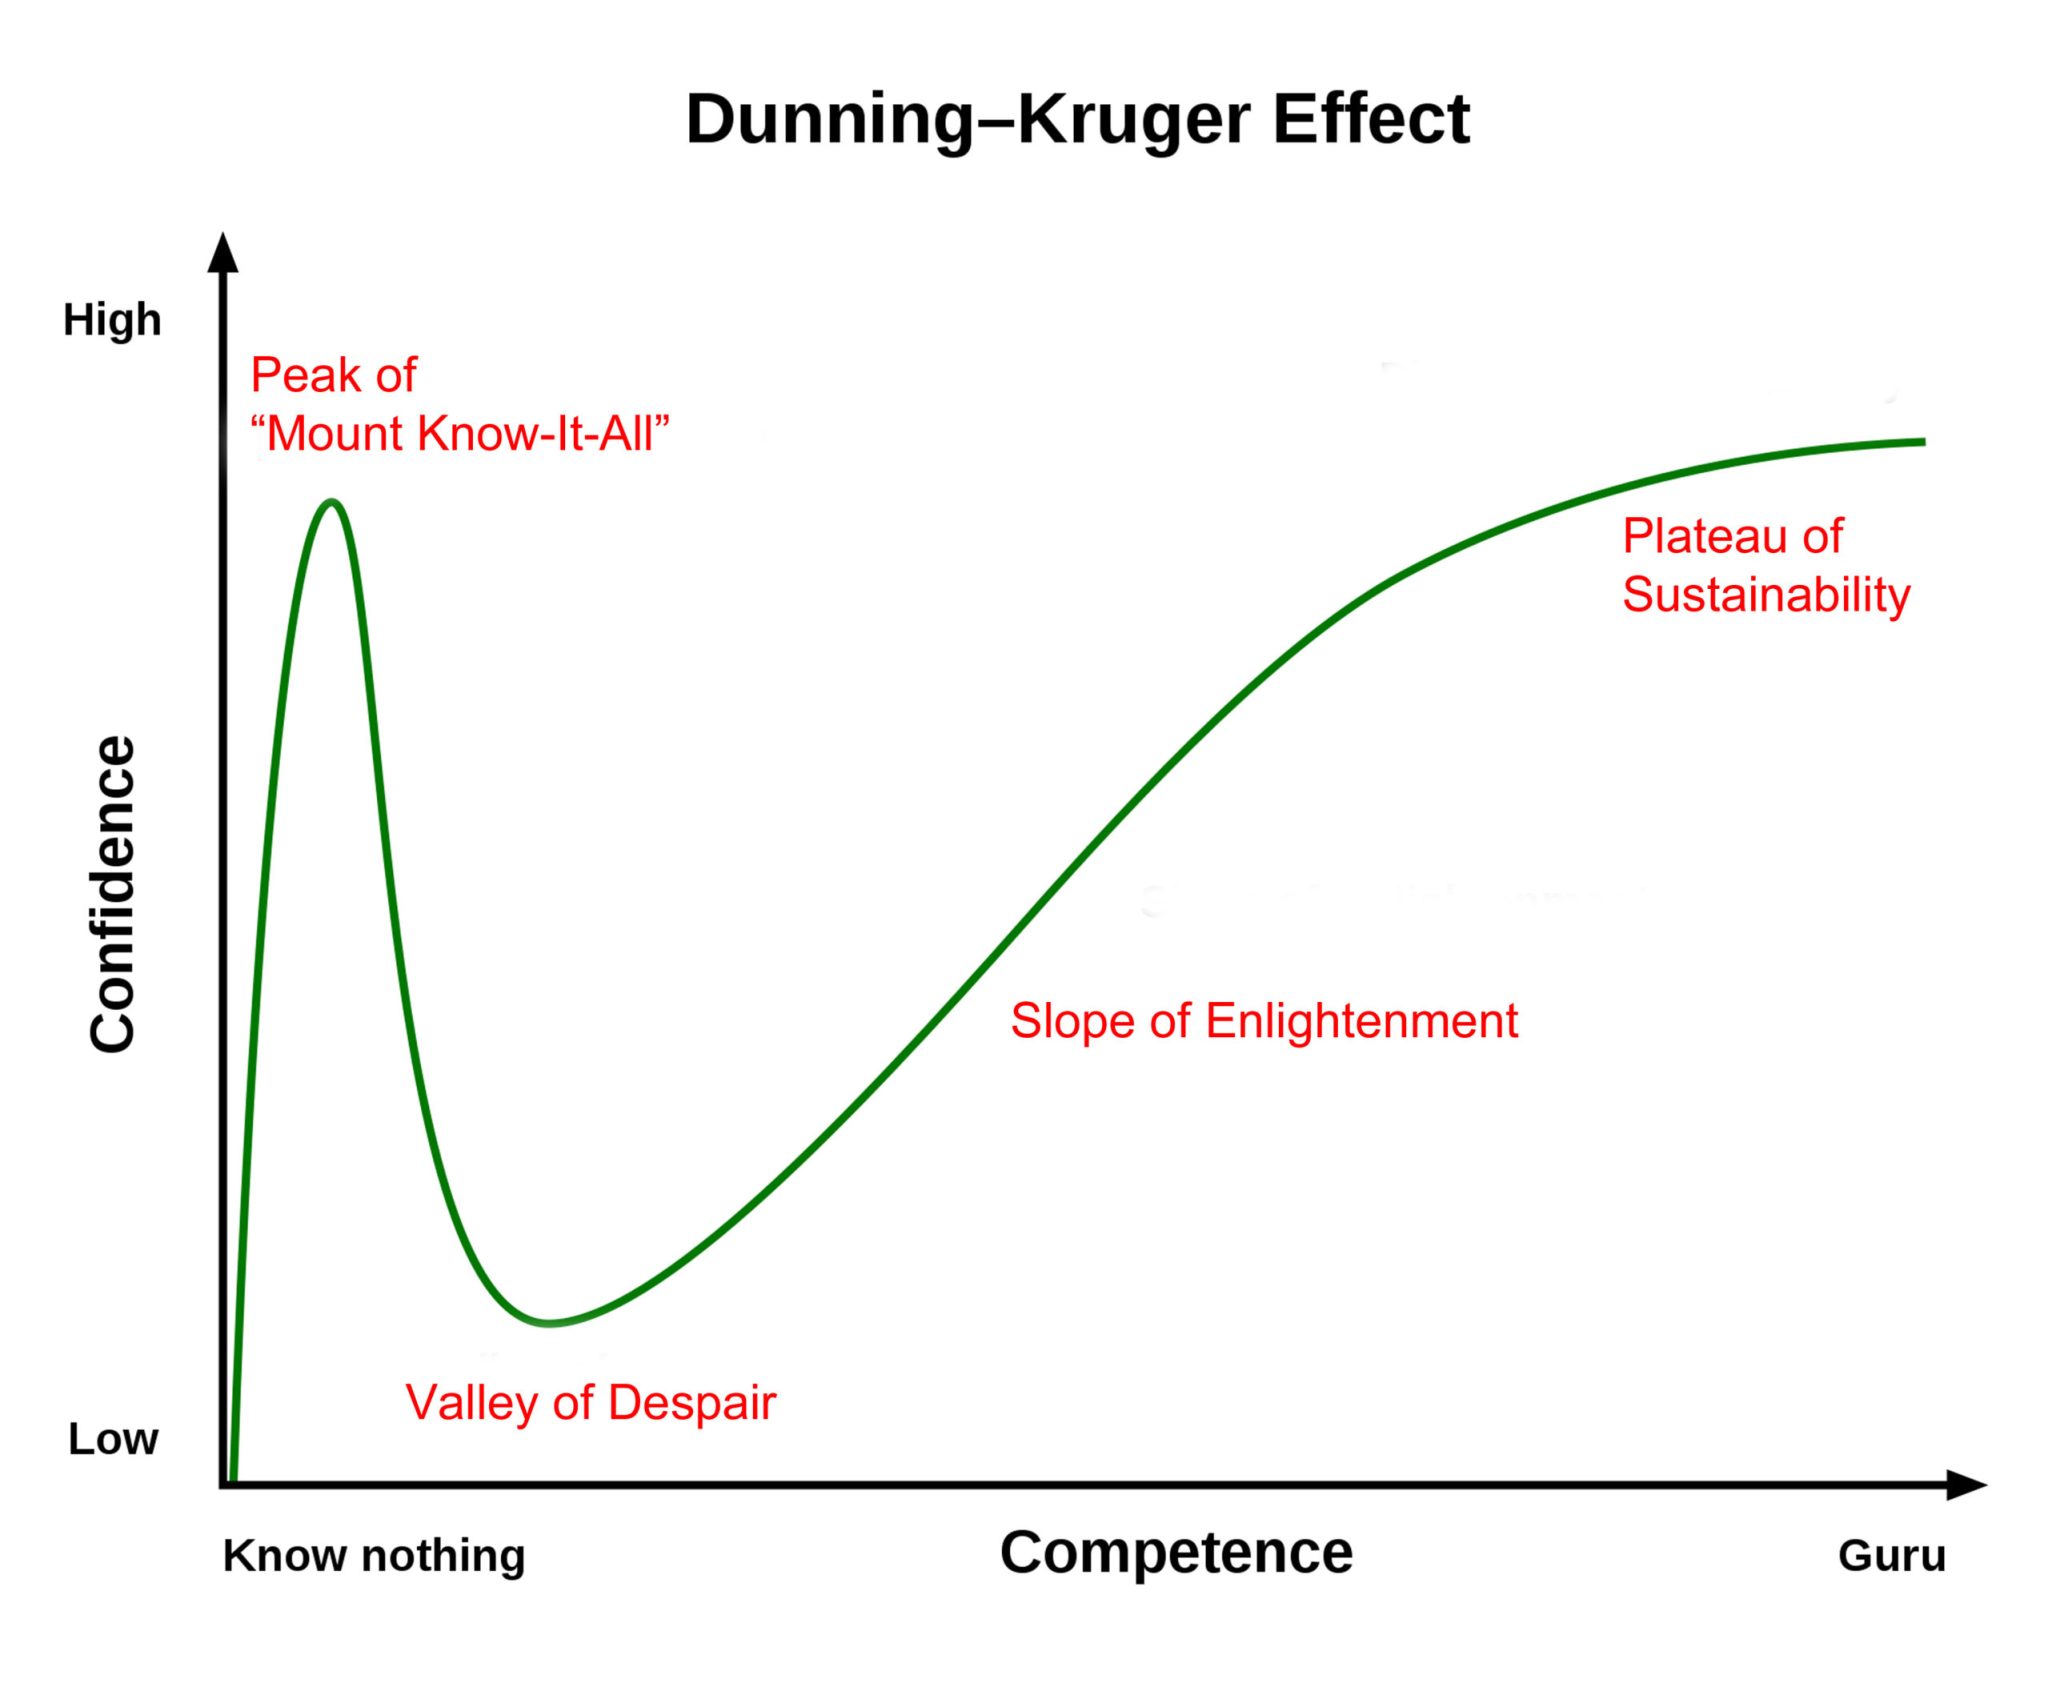 Dunning–Kruger Effect
High
Peak of
“Mount Know-It-All”
Plateau of
Sustainability
Confidence
Slope of Enlightenment
Valley of Despair
Low
Know nothing
Competence
Guru